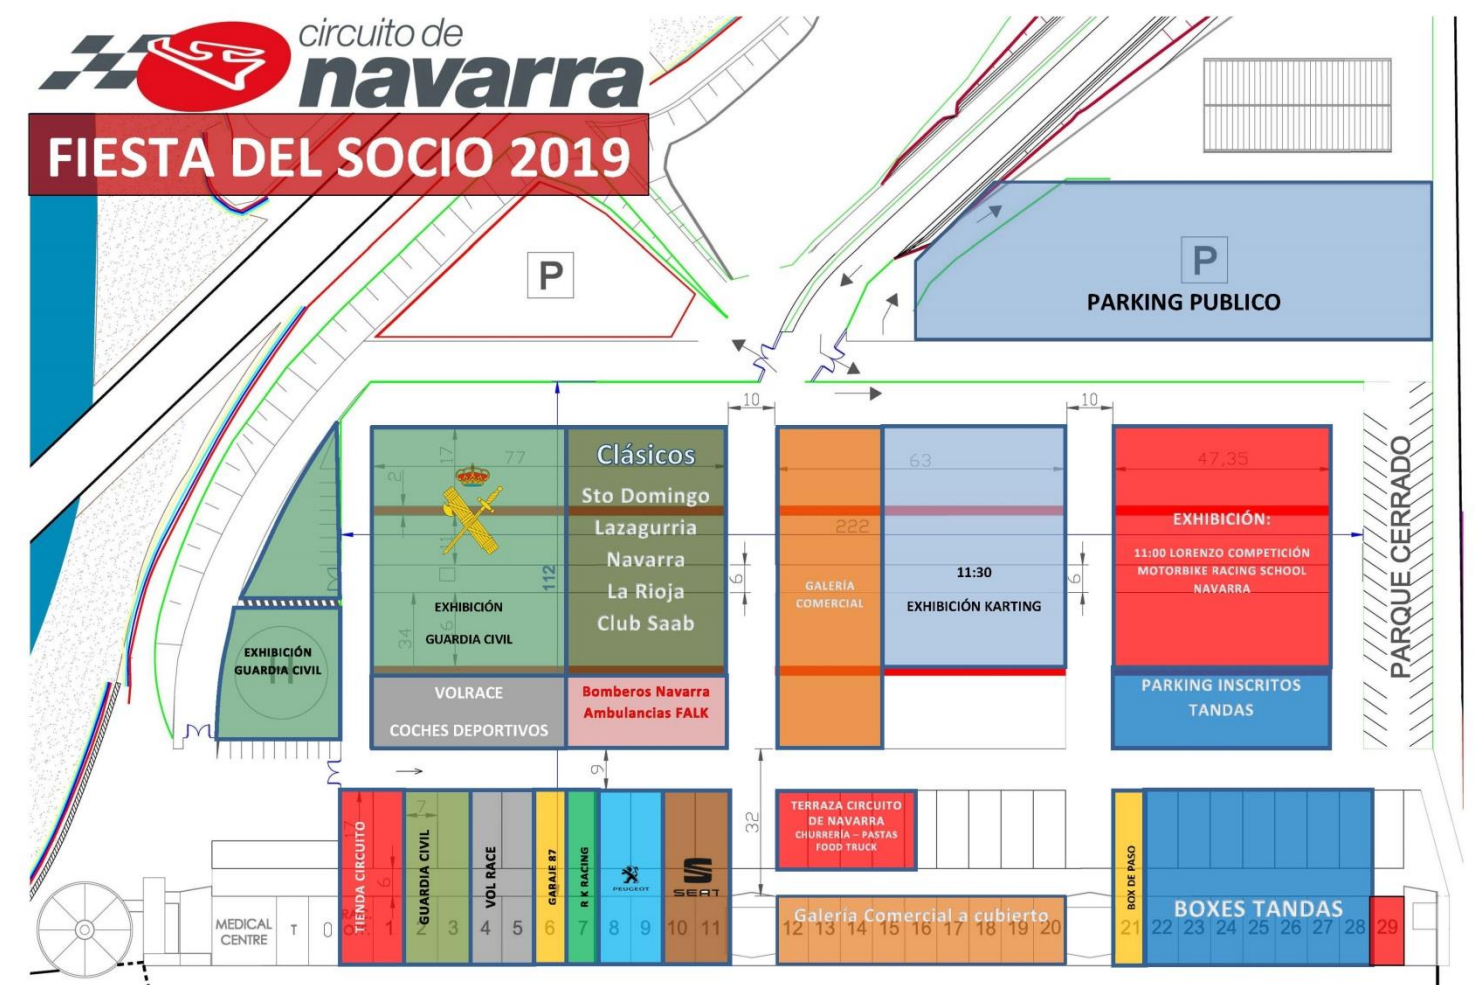 circuito de
navarra
FIESTA DEL SOCIO 2019
P
P
PARKING PUBLICO
10
10
77
17
2
11
112
34
6
Clásicos
Sto Domingo
Lazagurria
Navarra
La Rioja
Club Saab
EXHIBICIÓN
GUARDIA CIVIL
EXHIBICIÓN
GUARDIA CIVIL
H
63
222
6
GALERÍA
COMERCIAL
11:30
EXHIBICIÓN KARTING
6
47,35
EXHIBICIÓN:
11:00 LORENZO COMPETICIÓN
MOTORBIKE RACING SCHOOL
NAVARRA
PARQUE CERRADO
VOLRACE
COCHES DEPORTIVOS
Bomberos Navarra
Ambulancias FALK
PARKING INSCRITOS
TANDAS
9
32
17
7
6
TIENDA CIRCUITO
GUARDIA CIVIL
VOL RACE
GARAJE 87
R K RACING
PEUGEOT
SEAT
TERRAZA CIRCUITO
DE NAVARRA
CHURRERÍA – PASTAS
FOOD TRUCK
BOX DE PASO
BOXES TANDAS
Galería Comercial a cubierto
MEDICAL
CENTRE
T
O
1 2 3 4 5 6 7 8 9 10 11
12 13 14 15 16 17 18 19 20
21 22 23 24 25 26 27 28 29